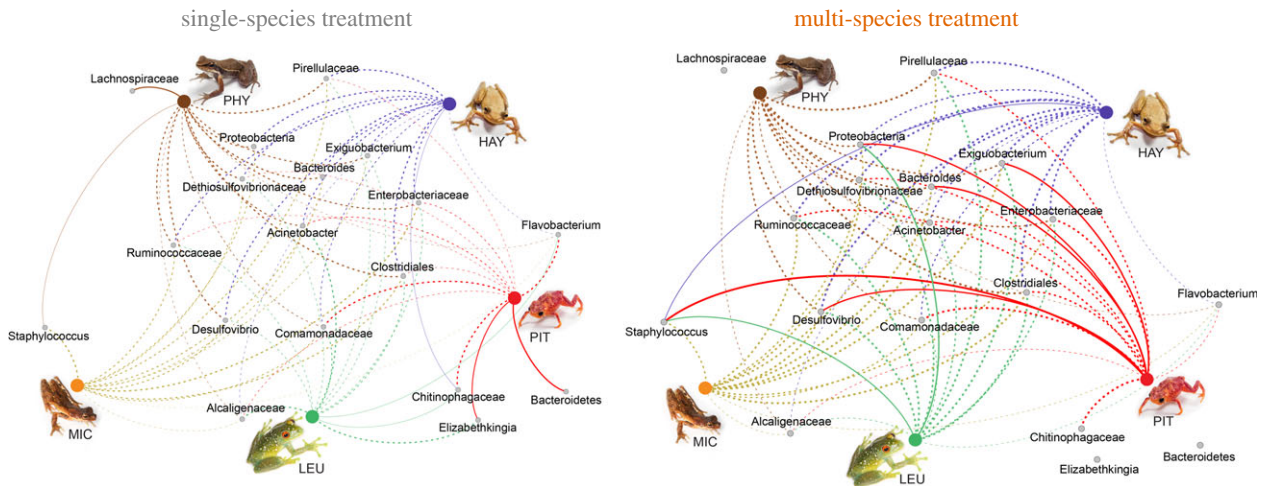 single-species treatment
multi-species treatment
Lachnospiraceae
PHY
Pirellulaceae
HAY
Proteobacteria
Exiguobacterium
Bacteroides
Dethiosulfovibrionaceae
Enterobacteriaceae
Flavobacterium
Acinetobacter
Ruminococcaceae
Clostridiales
Staphylococcus
Desulfovibrio
Comamonadaceae
PIT
MIC
Alcaligenaceae
Chitinophagaceae
Bacteroidetes
Elizabethkingia
LEU
Lachnospiraceae
PHY
Pirellulaceae
HAY
Proteobacteria
Exiguobacterium
Bacteroides
Dethiosulfovibrionaceae
Enterobacteriaceae
Ruminococcaceae
Acinetobacter
Clostridiales
Flavobacterium
Staphylococcus
Desulfovibrio
Comamonadaceae
PIT
MIC
Alcaligenaceae
Chitinophagaceae
Bacteroidetes
Elizabethkingia
LEU